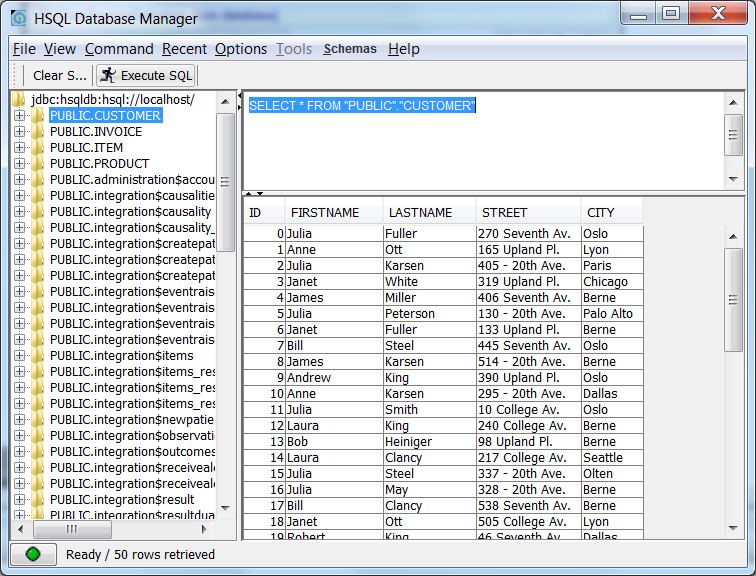 HSQL Database Manager
File View Command Recent Options Tools Schemas Help
Clear S... Execute SQL
jdbc:hsqldb:hsql://localhost/
PUBLIC.CUSTOMER
PUBLIC.INVOICE
PUBLIC.ITEM
PUBLIC.PRODUCT
PUBLIC.administration$accou
PUBLIC.integration$causalitie
PUBLIC.integration$causality
PUBLIC.integration$causality_
PUBLIC.integration$createpat
PUBLIC.integration$createpat
PUBLIC.integration$createpat
PUBLIC.integration$eventrais
PUBLIC.integration$eventraise
PUBLIC.integration$eventraise
PUBLIC.integration$eventraise
PUBLIC.integration$items
PUBLIC.integration$items_res
PUBLIC.integration$items_res
PUBLIC.integration$items_res
PUBLIC.integration$newpatie
PUBLIC.integration$observati
PUBLIC.integration$outcomes
PUBLIC.integration$receiveale
PUBLIC.integration$receiveale
PUBLIC.integration$result
PUBLIC.integration$resultdua
SELECT * FROM "PUBLIC"."CUSTOMER"
ID FIRSTNAME LASTNAME STREET CITY
0 Julia Fuller 270 Seventh Av. Oslo
1 Anne Ott 165 Upland Pl. Lyon
2 Julia Karsen 405 - 20th Ave. Paris
3 Janet White 319 Upland Pl. Chicago
4 James Miller 406 Seventh Av. Berne
5 Julia Peterson 130 - 20th Ave. Palo Alto
6 Janet Fuller 133 Upland Pl. Berne
7 Bill Steel 445 Seventh Av. Oslo
8 James Karsen 514 - 20th Ave. Berne
9 Andrew King 390 Upland Pl. Oslo
10 Anne Karsen 295 - 20th Ave. Dallas
11 Julia Smith 10 College Av. Oslo
12 Laura King 240 College Av. Berne
13 Bob Heiniger 98 Upland Pl. Berne
14 Laura Clancy 217 College Av. Seattle
15 Julia Steel 337 - 20th Ave. Olten
16 Julia May 328 - 20th Ave. Berne
17 Bill Clancy 538 Seventh Av. Berne
18 Janet Ott 505 College Av. Lyon
19 Robert King 46 Seventh Av. Dallas
Ready / 50 rows retrieved